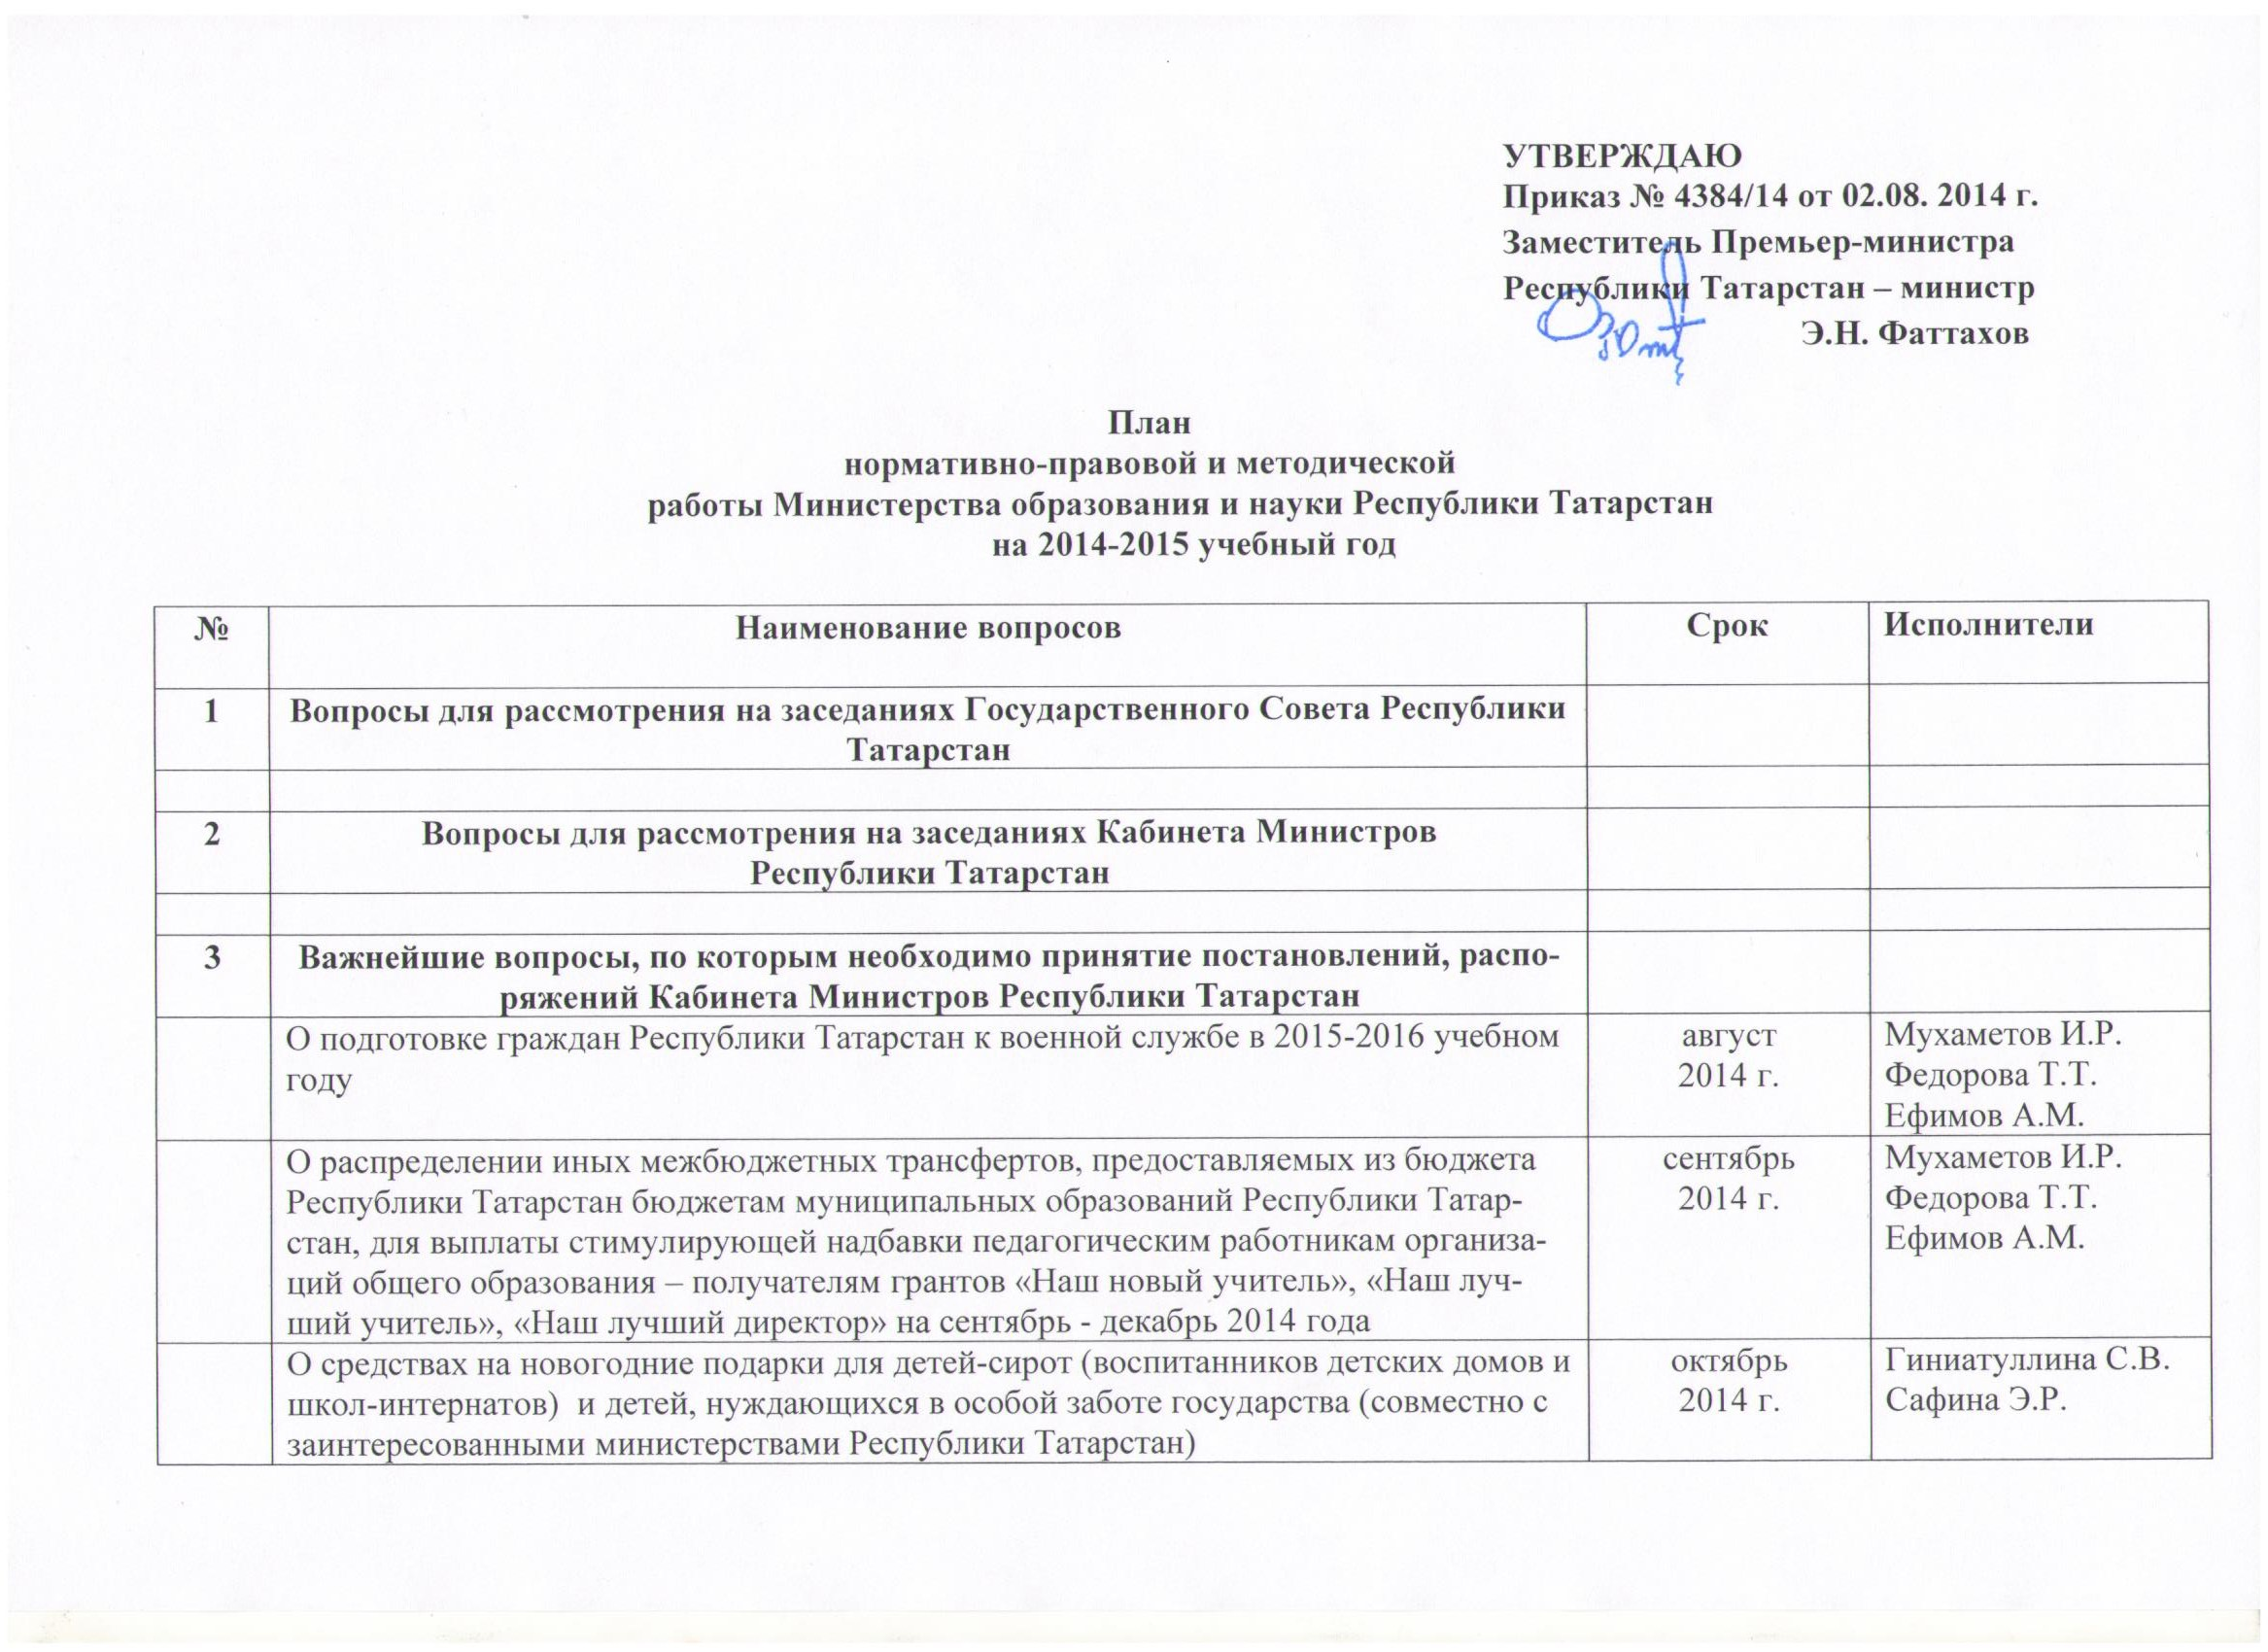 УТВЕРЖДАЮ
Приказ № 4384/14 от 02.08. 2014 г.
Заместитель Премьер-министра
Республики Татарстан – министр
Э.Н. Фаттахов
План
нормативно-правовой и методической
работы Министерства образования и науки Республики Татарстан
на 2014-2015 учебный год
№ Наименование вопросов Срок Исполнители
1 Вопросы для рассмотрения на заседаниях Государственного Совета Республики
Татарстан
2 Вопросы для рассмотрения на заседаниях Кабинета Министров
Республики Татарстан
3 Важнейшие вопросы, по которым необходимо принятие постановлений, распо-
ряжений Кабинета Министров Республики Татарстан
О подготовке граждан Республики Татарстан к военной службе в 2015-2016 учебном
году
август
2014 г.
Мухаметов И.Р.
Федорова Т.Т.
Ефимов А.М.
О распределении иных межбюджетных трансфертов, предоставляемых из бюджета
Республики Татарстан бюджетам муниципальных образований Республики Татар-
стан, для выплаты стимулирующей надбавки педагогическим работникам организа-
ций общего образования – получателям грантов «Наш новый учитель», «Наш луч-
ший учитель», «Наш лучший директор» на сентябрь - декабрь 2014 года
сентябрь
2014 г.
Мухаметов И.Р.
Федорова Т.Т.
Ефимов А.М.
О средствах на новогодние подарки для детей-сирот (воспитанников детских домов и
школ-интернатов)  и детей, нуждающихся в особой заботе государства (совместно с
заинтересованными министерствами Республики Татарстан)
октябрь
2014 г.
Гиниатуллина С.В.
Сафина Э.Р.